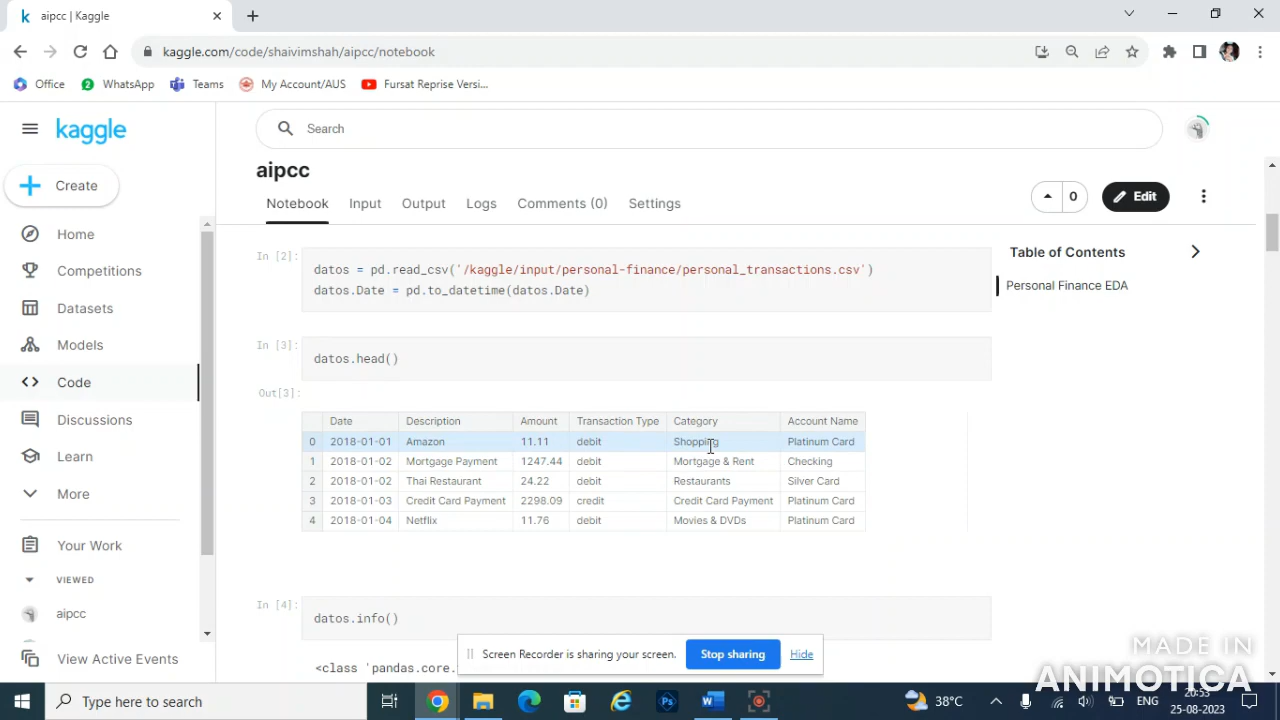 aipcc | Kaggle
kaggle.com/code/shaivimshah/aipcc/notebook
Office
2 WhatsApp
Teams
My Account/AUS
Fursat Reprise Versi...
kaggle
Search
Create
aipcc
Notebook Input Output Logs Comments (0) Settings
0
Edit
Home
Competitions
Datasets
Models
Code
Discussions
Learn
More
Your Work
VIEWED
aipcc
View Active Events
In [2]:
datos = pd.read_csv('/kaggle/input/personal-finance/personal_transactions.csv')
datos.Date = pd.to_datetime(datos.Date)
In [3]:
datos.head()
Out[3]:
Date Description Amount Transaction Type Category Account Name
0 2018-01-01 Amazon 11.11 debit Shopping Platinum Card
1 2018-01-02 Mortgage Payment 1247.44 debit Mortgage & Rent Checking
2 2018-01-02 Thai Restaurant 24.22 debit Restaurants Silver Card
3 2018-01-03 Credit Card Payment 2298.09 credit Credit Card Payment Platinum Card
4 2018-01-04 Netflix 11.76 debit Movies & DVDs Platinum Card
In [4]:
datos.info()
<class 'pandas.core.
Table of Contents
Personal Finance EDA
Screen Recorder is sharing your screen. Stop sharing Hide
MADE IN
ANIMOTICA
Type here to search
38°C
ENG
20:53
25-08-2023